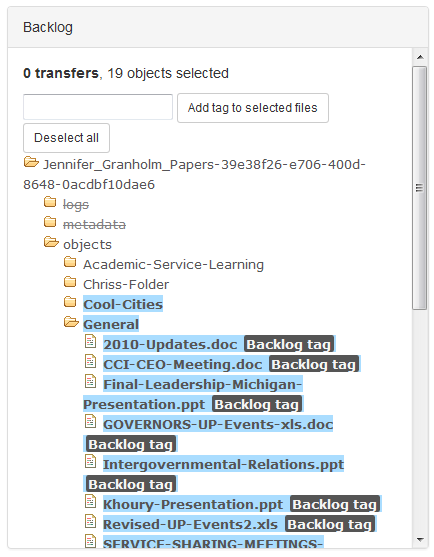 Backlog
0 transfers, 19 objects selected
Add tag to selected files
Deselect all
Jennifer_Granholm_Papers-39e38f26-e706-400d-
8648-0acdbf10dae6
logs
metadata
objects
Academic-Service-Learning
Chriss-Folder
Cool-Cities
General
2010-Updates.doc Backlog tag
CCI-CEO-Meeting.doc Backlog tag
Final-Leadership-Michigan-
Presentation.ppt Backlog tag
GOVERNORS-UP-Events-xls.doc
Backlog tag
Intergovernmental-Relations.ppt
Backlog tag
Khoury-Presentation.ppt Backlog tag
Revised-UP-Events2.xls Backlog tag
SERVICE-SHARING-MEETINGS-